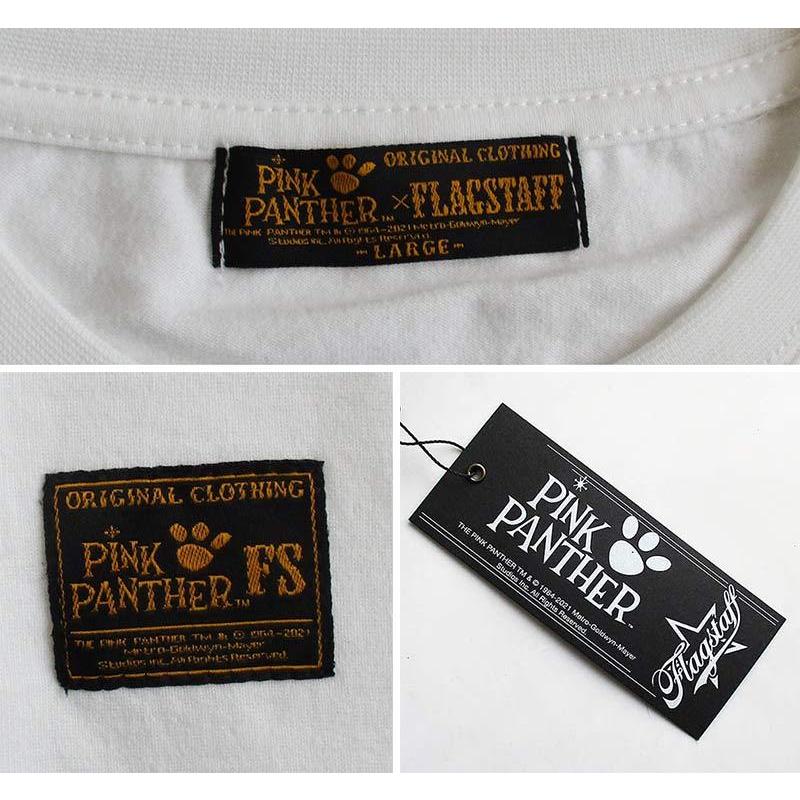 ORIGINAL CLOTHING
PINK
PANTHER™ × FLAGSTAFF
THE PINK PANTHER TM & © 1964-2021 Metro-Goldwyn-Mayer
Studios Inc. All Rights Reserved.
LARGE
ORIGINAL CLOTHING
PINK
PANTHER™ FS
THE PINK PANTHER TM & © 1964-2021
Metro-Goldwyn-Mayer
Studios Inc. All Rights Reserved.
PINK
PANTHER™
THE PINK PANTHER TM & © 1994-2021 Metro-Goldwyn-Mayer
Studios Inc. All Rights Reserved.
Flagstaff